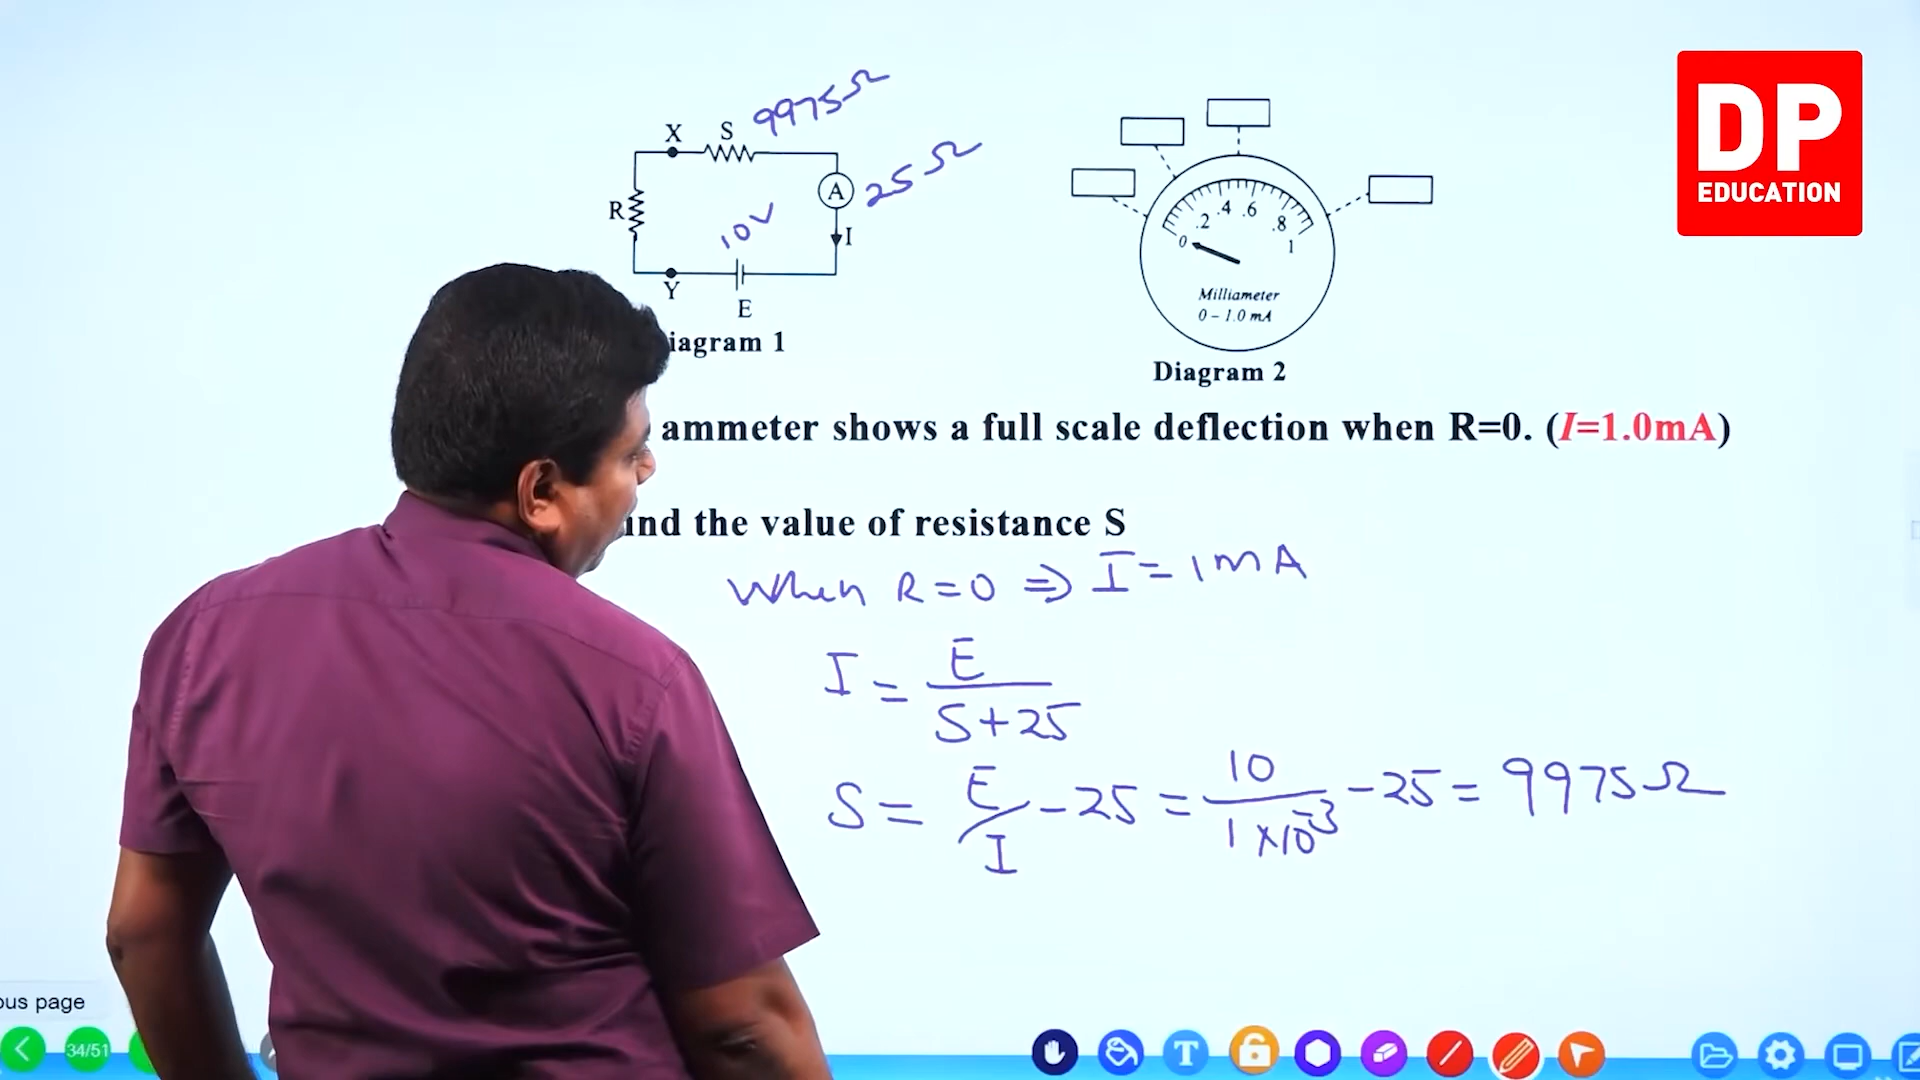 DP
EDUCATION
X
S
9975Ω
A
25Ω
R
10V
I
Y
E
iagram 1
0
.2
.4
.6
.8
1
Milliameter
0 – 1.0 mA
Diagram 2
ammeter shows a full scale deflection when R=0. (I=1.0mA)
ind the value of resistance S
When R=0 ⇒ I = 1mA
I = E / S+25
S = E/I - 25 = 10 / 1×10⁻³ - 25 = 9975Ω
ous page
34/51
T